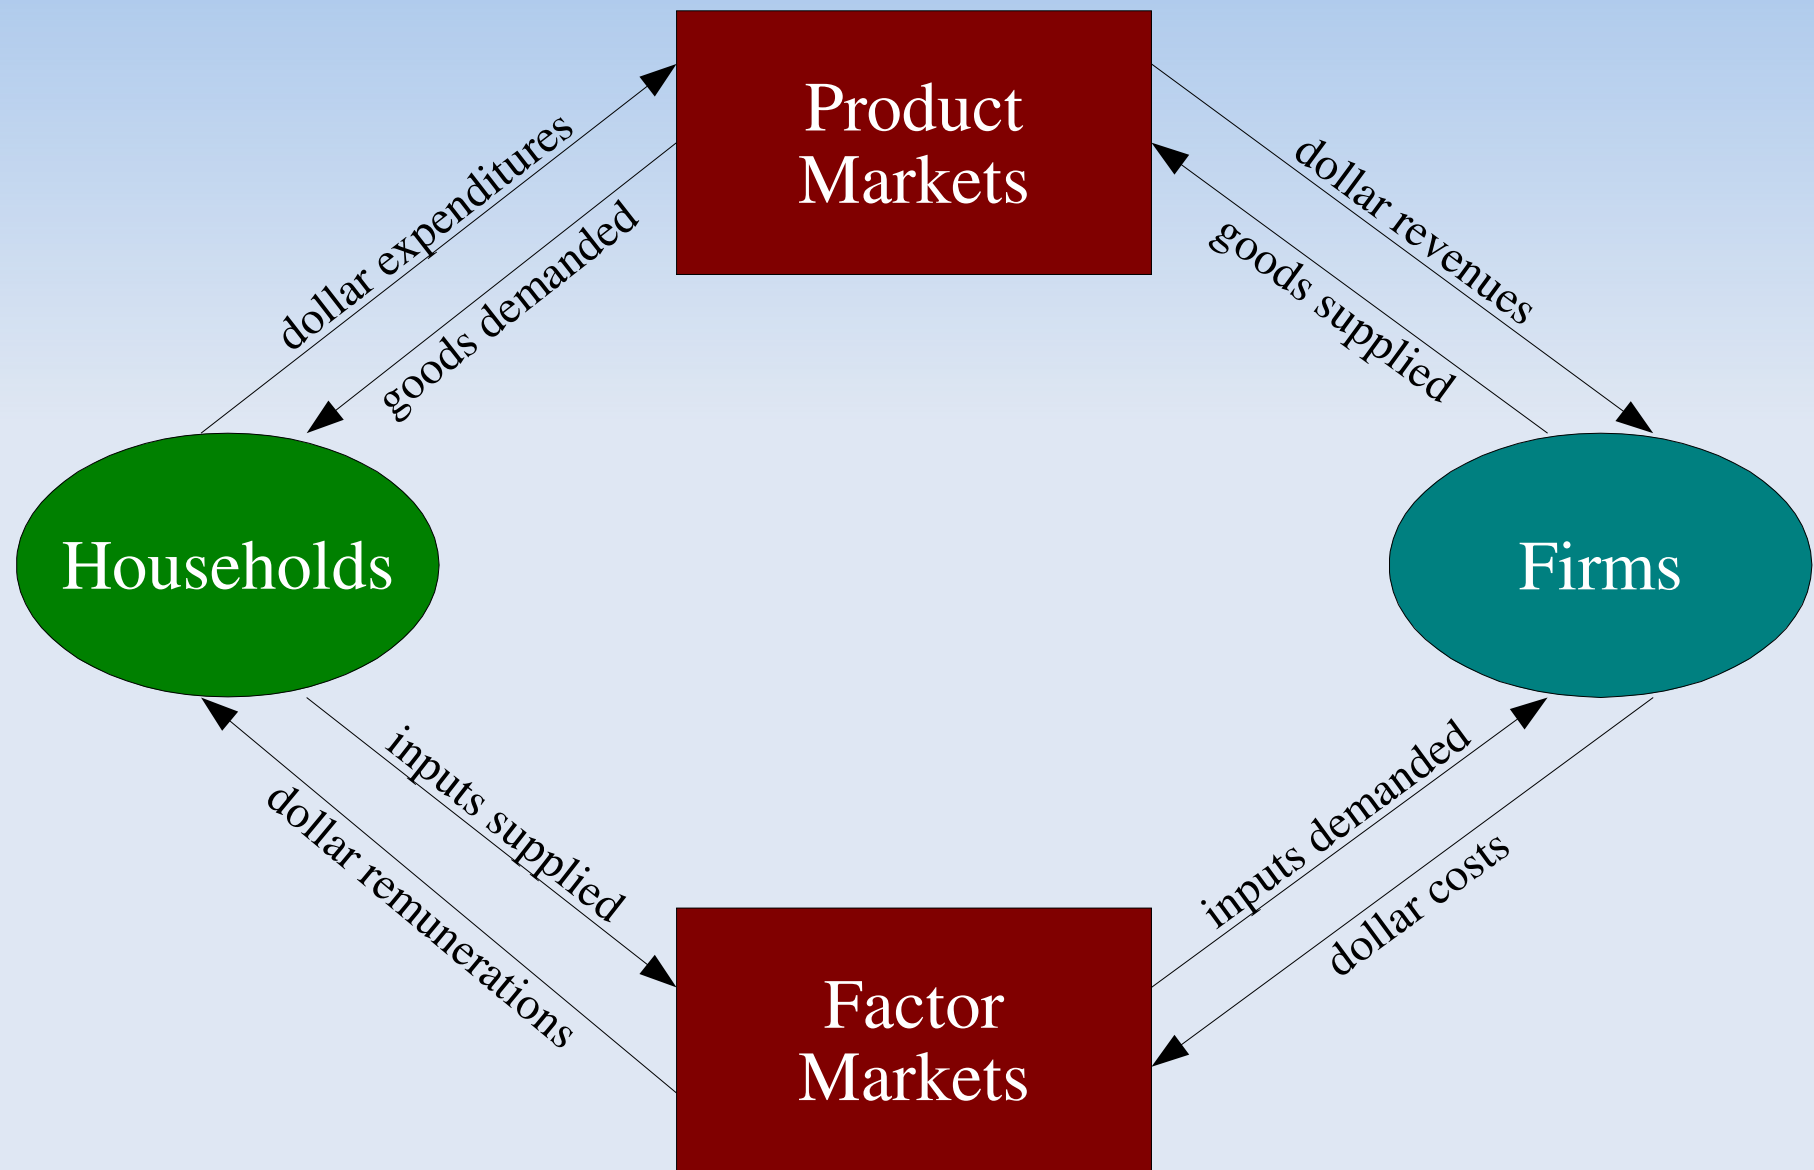 Product
Markets
dollar expenditures
goods demanded
dollar revenues
goods supplied
Households
Firms
inputs supplied
dollar remunerations
inputs demanded
dollar costs
Factor
Markets